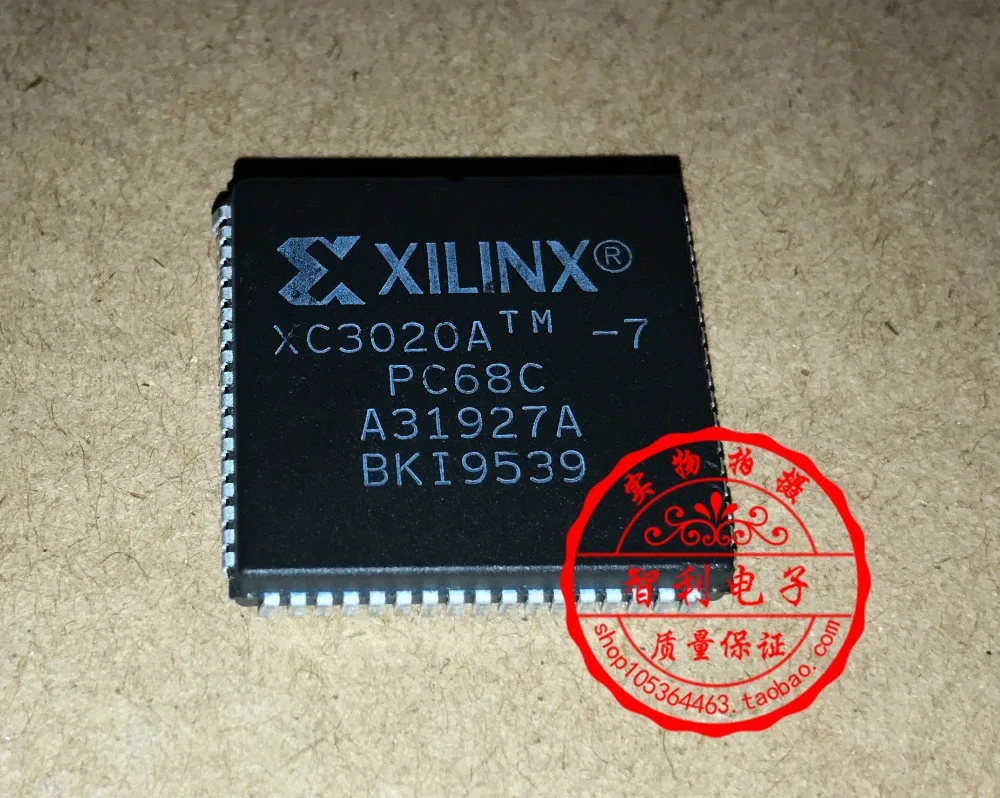 XILINX®
XC3020A™ -7
PC68C
A31927A
BKI9539
实物拍摄
智利电子
质量保证
shop105364463.taobao.com